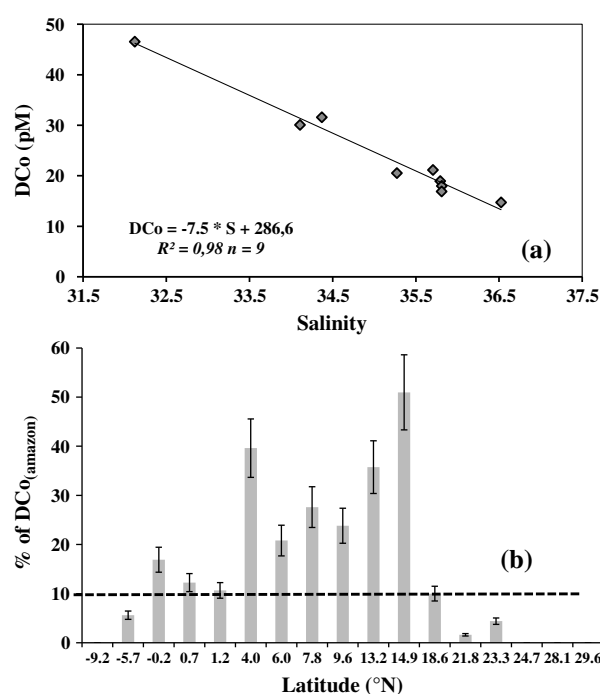 50
40
30
20
10
0
DCo (pM)
DCo = -7.5 * S + 286,6
R² = 0,98 n = 9
(a)
31.5 32.5 33.5 34.5 35.5 36.5 37.5
Salinity
60
50
40
30
20
10
0
% of DCo(amazon)
(b)
-9.2 -5.7 -0.2 0.7 1.2 4.0 6.0 7.8 9.6 13.2 14.9 18.6 21.8 23.3 24.7 28.1 29.6
Latitude (°N)